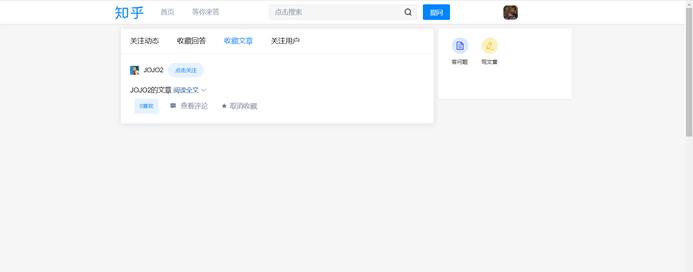 知乎 首页 等你来答 点击搜索 提问
关注动态 收藏回答 收藏文章 关注用户
JOJO2 点击关注
JOJO2的文章 阅读全文
0喜欢 查看评论 取消收藏
答问题 写文章